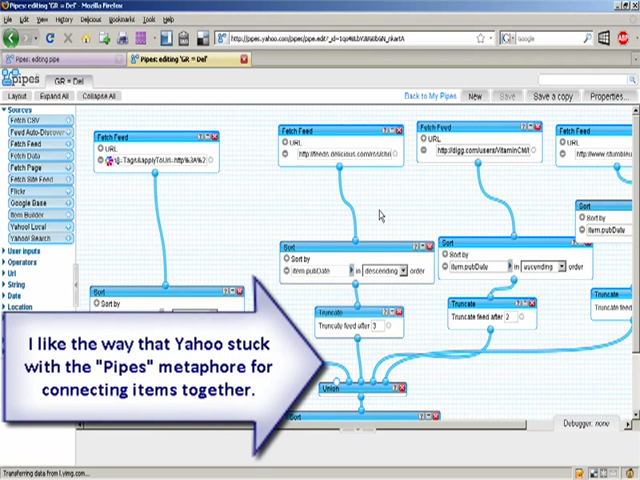 Pipes: editing 'GR = Del' - Mozilla Firefox
File Edit View History Delicious Bookmarks Tools Help
Google
Pipes: editing pipe
Pipes: editing 'GR = Del'
pipes
GR = Del
Layout Expand All Collapse All
Back to My Pipes New Save Save a copy Properties...
Sources
Fetch CSV
Feed Auto-Discover
Fetch Feed
Fetch Data
Fetch Page
Fetch Site Feed
Flickr
Google Base
Item Builder
Yahoo! Local
Yahoo! Search
User inputs
Operators
Url
String
Date
Location
Fetch Feed
URL
Fetch Feed
URL
Fetch Feed
URL
Fetch Feed
URL
Sort
Sort by
Sort
Sort by
item.pubDate in descending order
Sort
Sort by
item.pubDate in ascending order
Sort
Sort by
item.pubDate
Truncate
Truncate feed after 3
Truncate
Truncate feed after 2
Truncate
Truncate
Union
Sort
I like the way that Yahoo stuck
with the "Pipes" metaphore for
connecting items together.
Debugger: none
Transferring data from l.yimg.com...